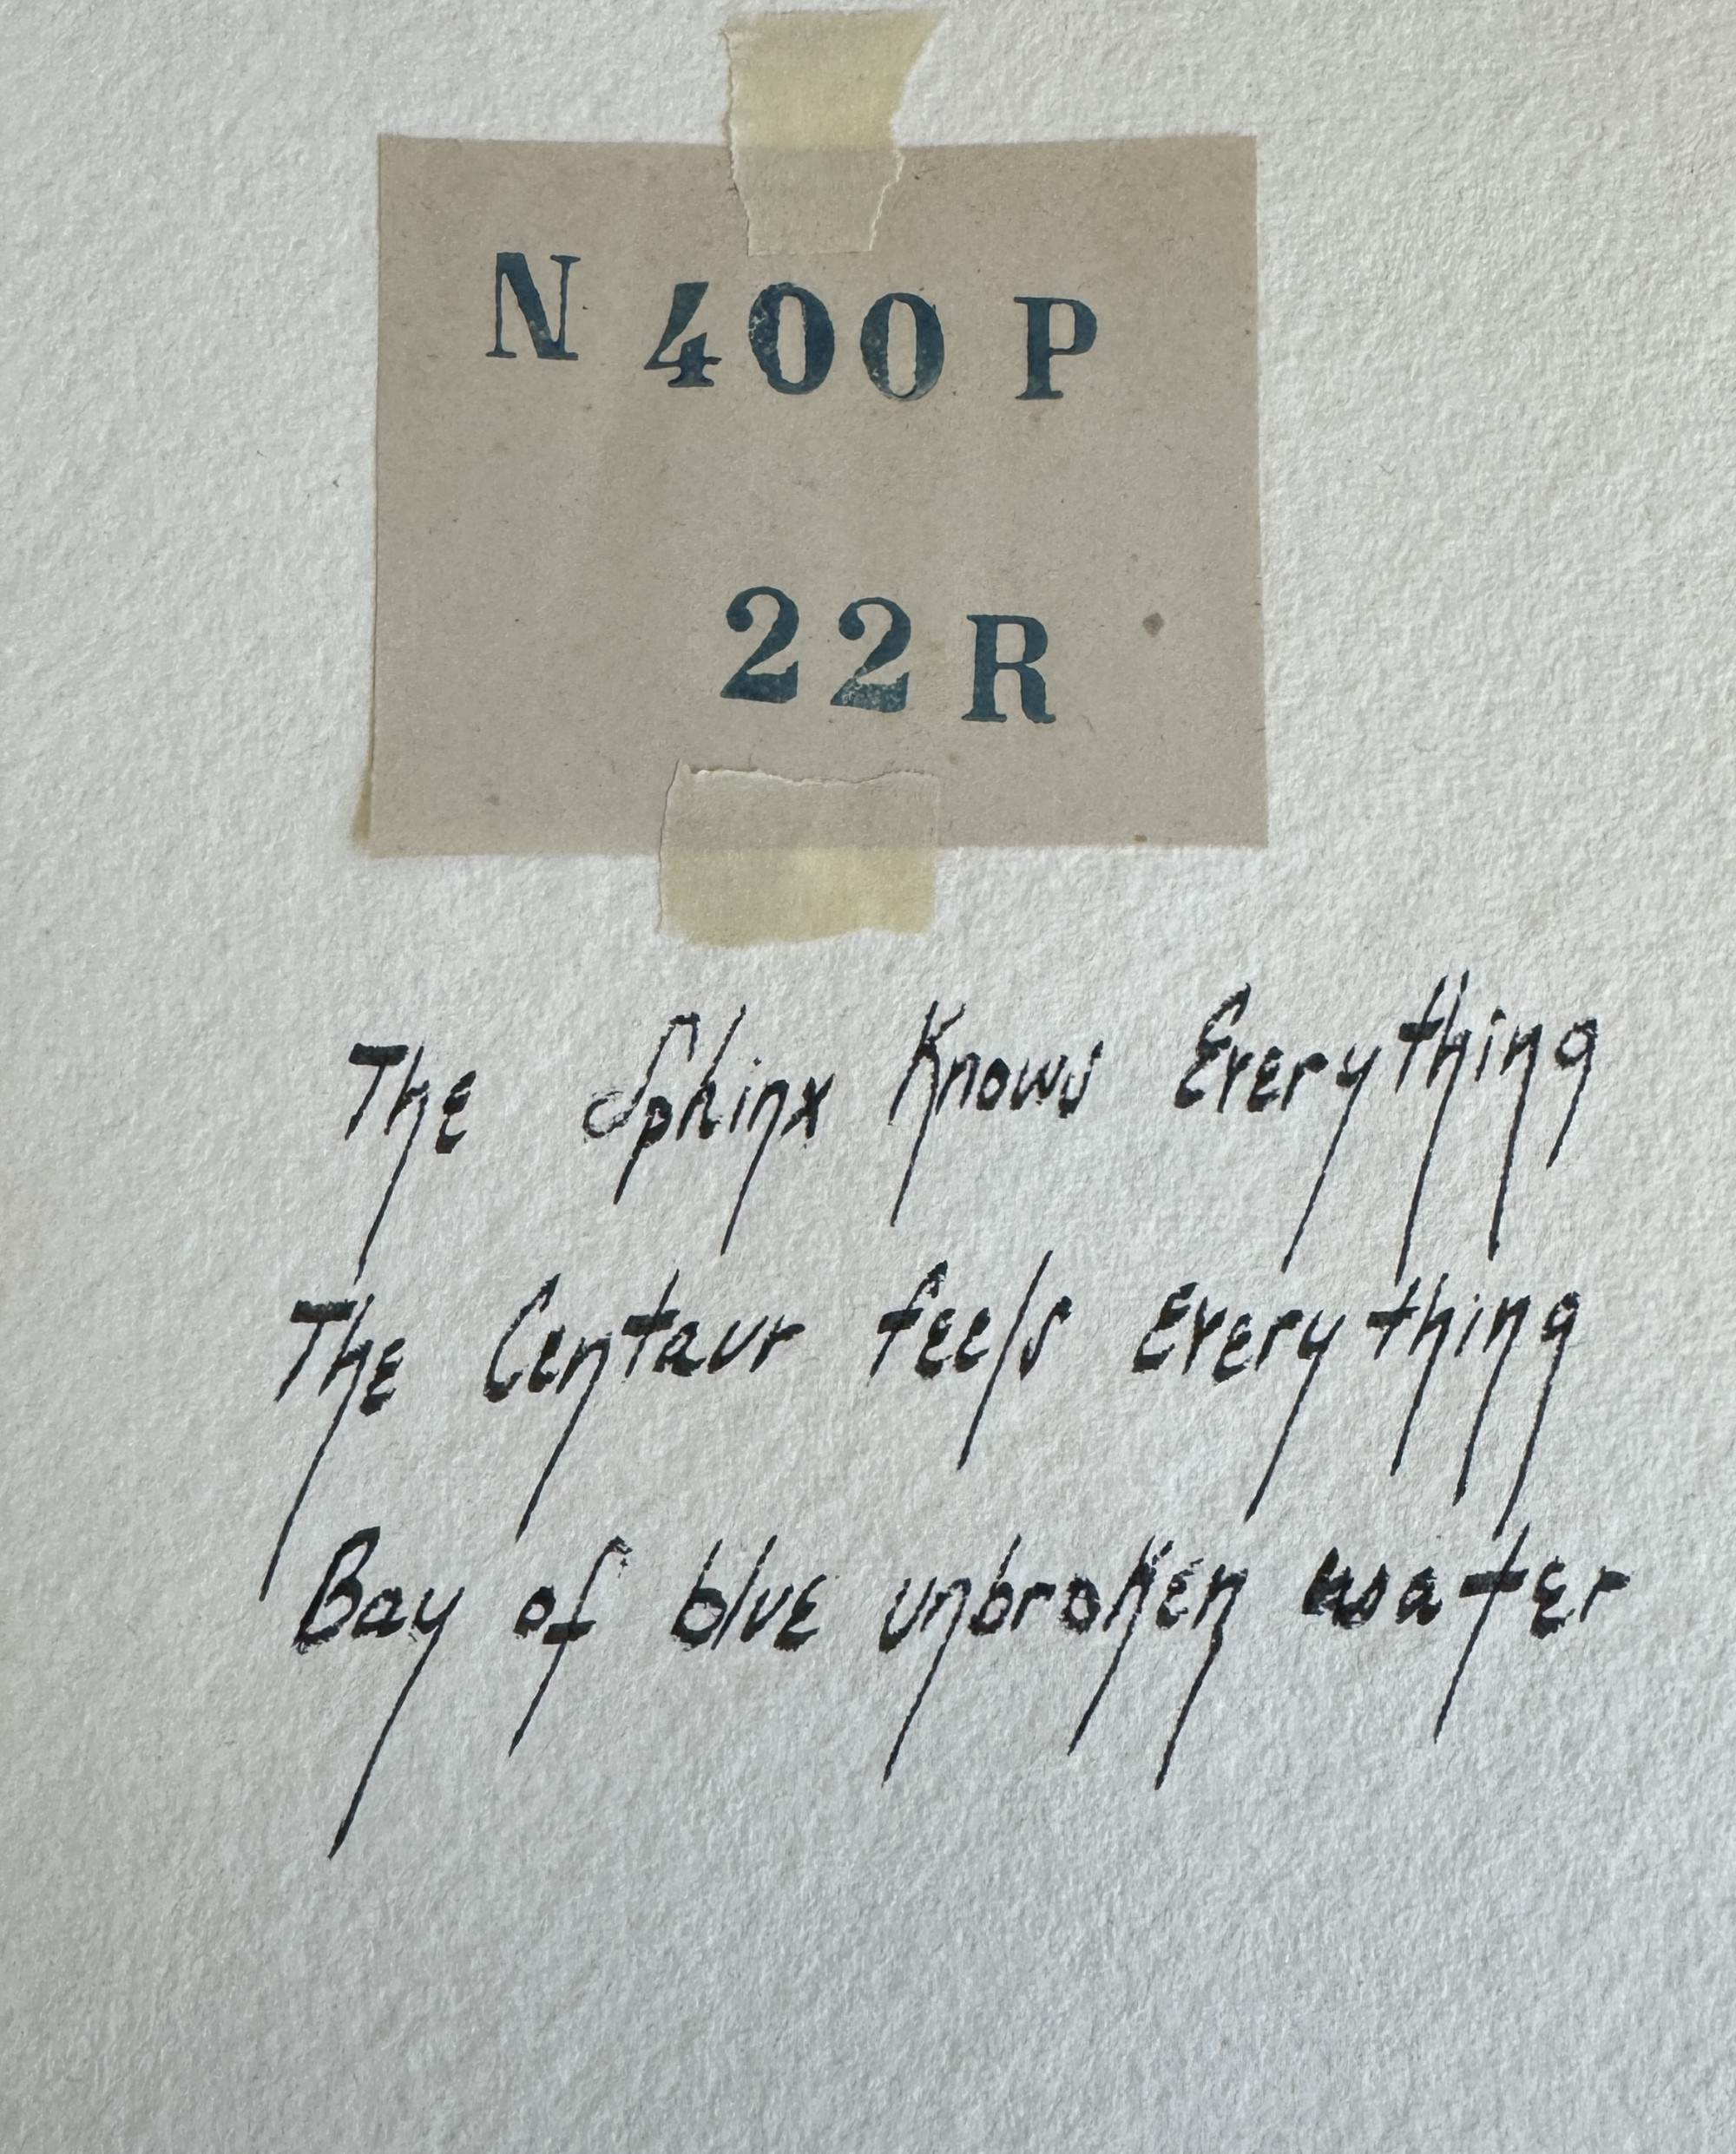 N 400 P
22 R
The Sphinx Knows Everything
The Centaur feels everything
Bay of blue unbroken water